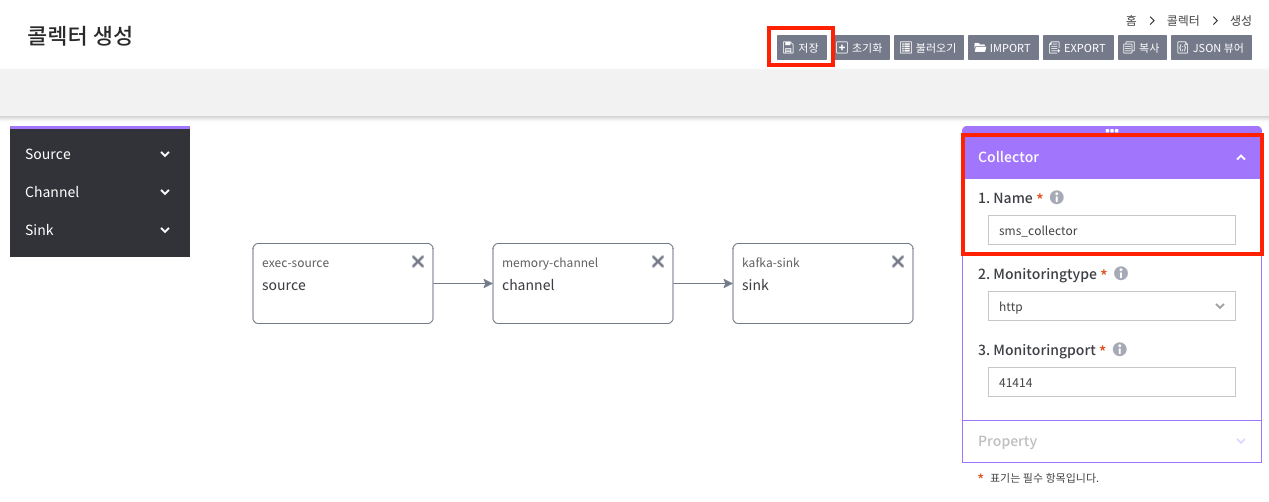 홈 > 콜렉터 > 생성
콜렉터 생성
저장 초기화 불러오기 IMPORT EXPORT 복사 JSON 뷰어
Source
Channel
Sink
exec-source
source
memory-channel
channel
kafka-sink
sink
Collector
1. Name *
sms_collector
2. Monitoringtype *
http
3. Monitoringport *
41414
Property
* 표기는 필수 항목입니다.